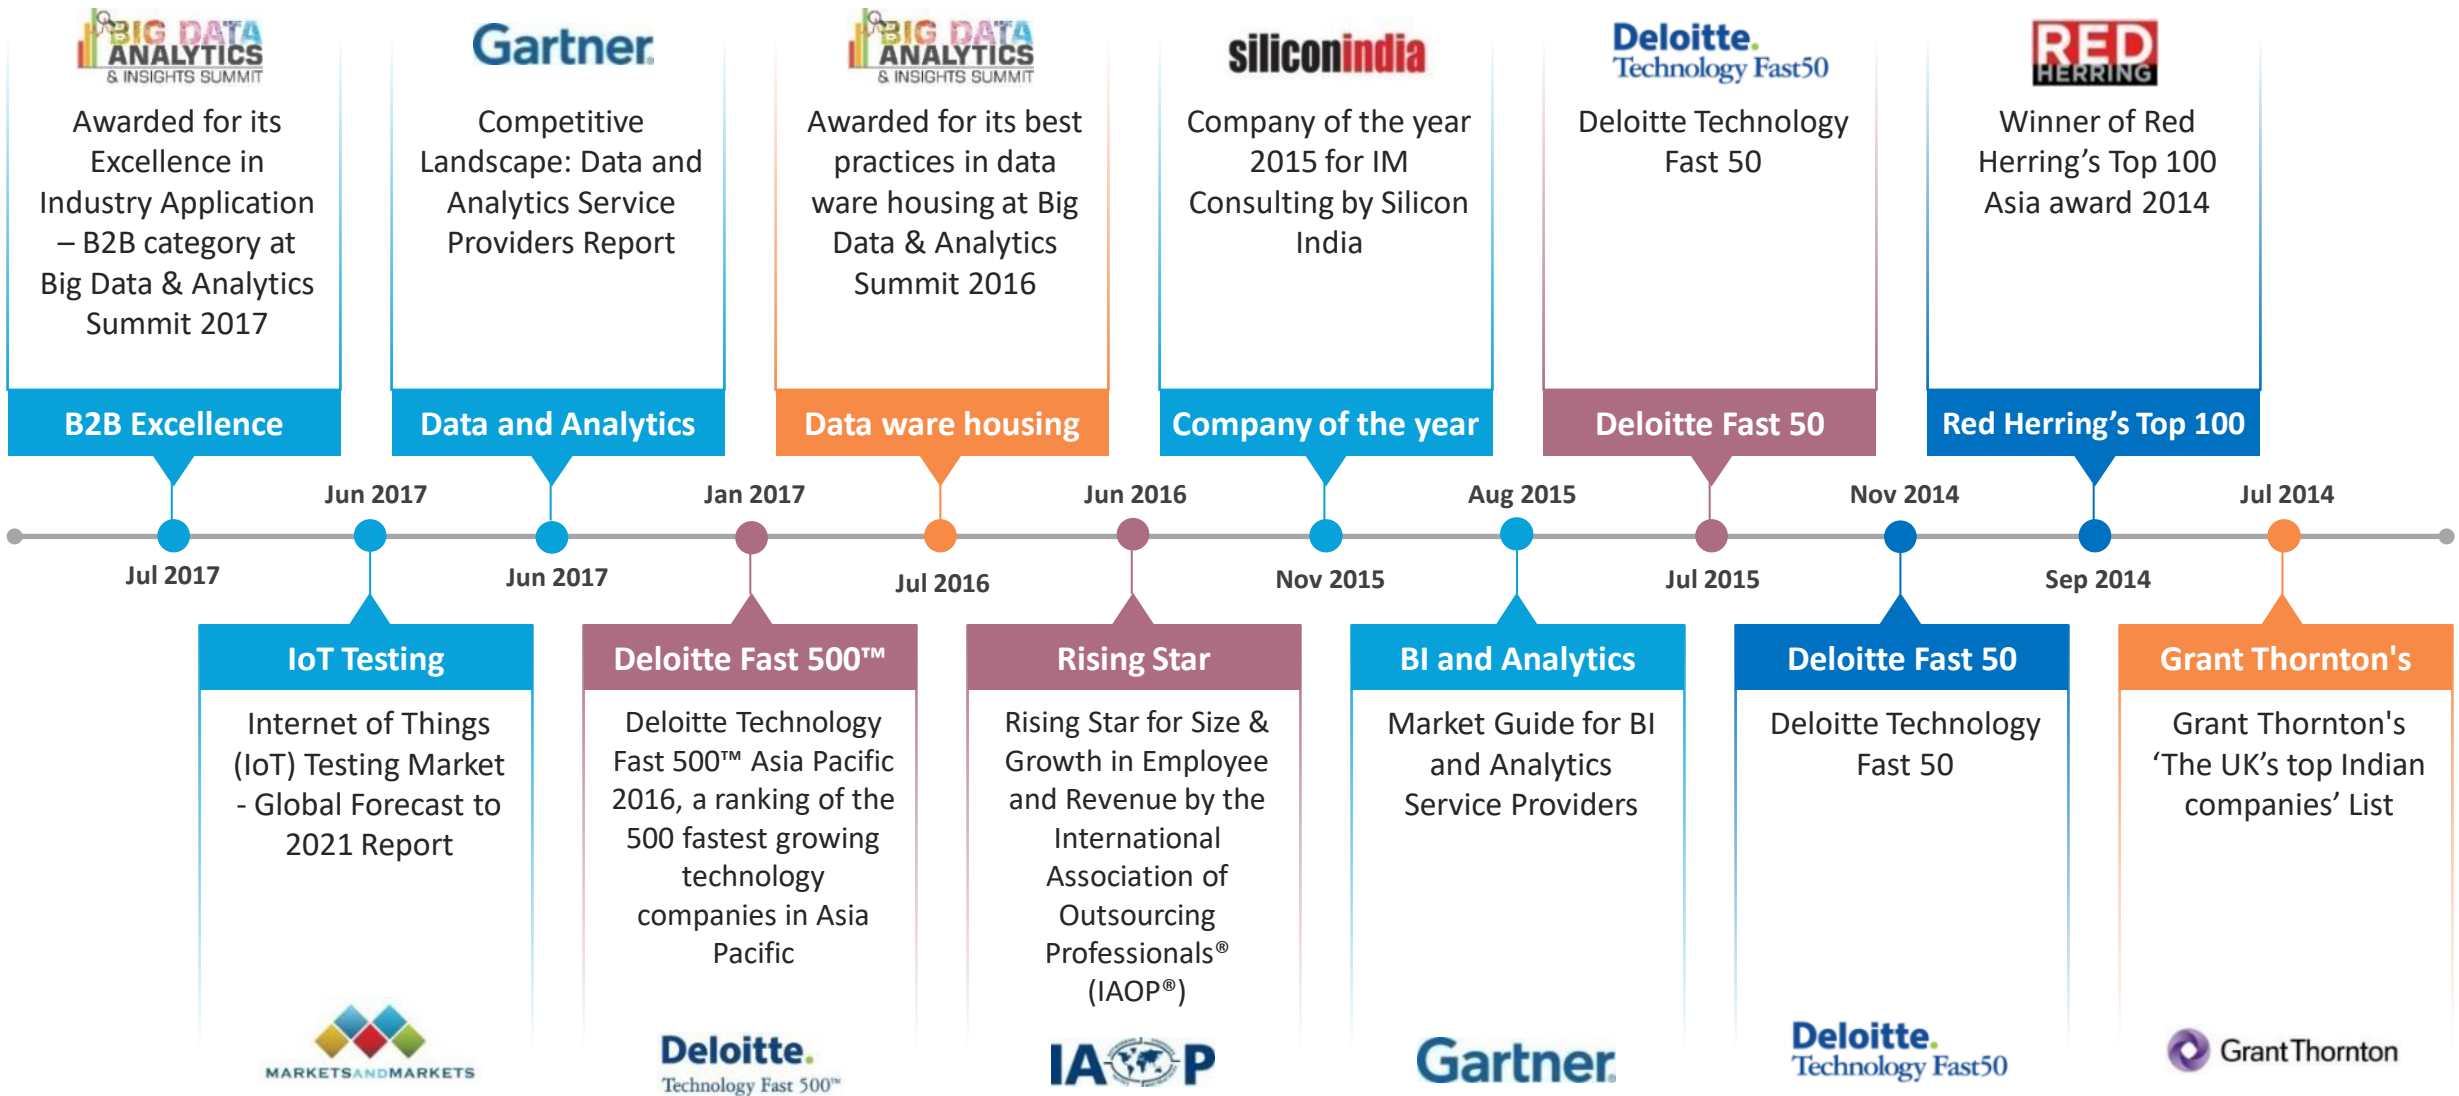 BIG DATA
ANALYTICS
& INSIGHTS SUMMIT
Awarded for its
Excellence in
Industry Application
– B2B category at
Big Data & Analytics
Summit 2017
B2B Excellence
Jul 2017
Gartner®
Competitive
Landscape: Data and
Analytics Service
Providers Report
Data and Analytics
Jun 2017
BIG DATA
ANALYTICS
& INSIGHTS SUMMIT
Awarded for its best
practices in data
ware housing at Big
Data & Analytics
Summit 2016
Data ware housing
Jul 2016
siliconindia
Company of the year
2015 for IM
Consulting by Silicon
India
Company of the year
Nov 2015
Deloitte.
Technology Fast50
Deloitte Technology
Fast 50
Deloitte Fast 50
Jul 2015
RED
HERRING
Winner of Red
Herring’s Top 100
Asia award 2014
Red Herring’s Top 100
Sep 2014
Jun 2017
IoT Testing
Internet of Things
(IoT) Testing Market
- Global Forecast to
2021 Report
MARKETSANDMARKETS
Jan 2017
Deloitte Fast 500™
Deloitte Technology
Fast 500™ Asia Pacific
2016, a ranking of the
500 fastest growing
technology
companies in Asia
Pacific
Deloitte.
Technology Fast 500™
Jun 2016
Rising Star
Rising Star for Size &
Growth in Employee
and Revenue by the
International
Association of
Outsourcing
Professionals®
(IAOP®)
IAOP
Aug 2015
BI and Analytics
Market Guide for BI
and Analytics
Service Providers
Gartner®
Nov 2014
Deloitte Fast 50
Deloitte Technology
Fast 50
Deloitte.
Technology Fast50
Jul 2014
Grant Thornton's
Grant Thornton's
‘The UK’s top Indian
companies’ List
Grant Thornton